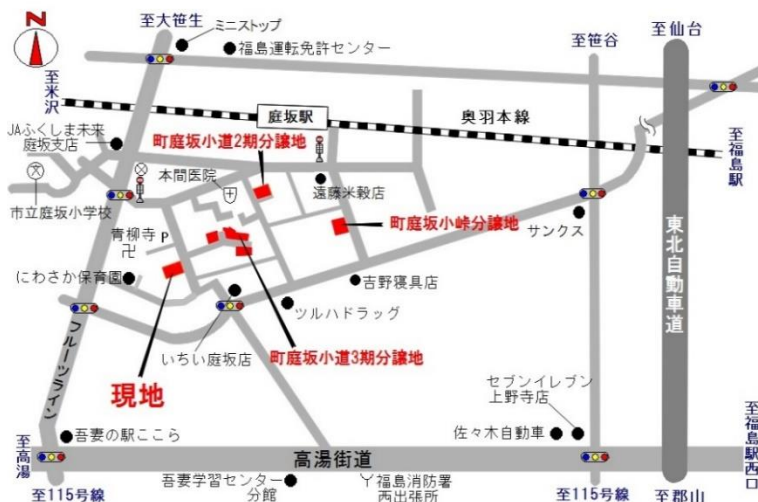 N
至大笹生
ミニストップ
福島運転免許センター
至笹谷
至仙台
至米沢
庭坂駅
奥羽本線
至福島駅
JAふくしま未来
庭坂支店
町庭坂小道2期分譲地
本間医院
遠藤米穀店
市立庭坂小学校
町庭坂小峠分譲地
サンクス
青柳寺
P
卍
にわさか保育園
吉野寝具店
ツルハドラッグ
いちい庭坂店
町庭坂小道3期分譲地
東北自動車道
フルーツライン
現地
セブンイレブン
上野寺店
吾妻の駅ここら
佐々木自動車
至高湯
高湯街道
至福島駅西口
吾妻学習センター
分館
福島消防署
西出張所
至115号線
至115号線
至郡山